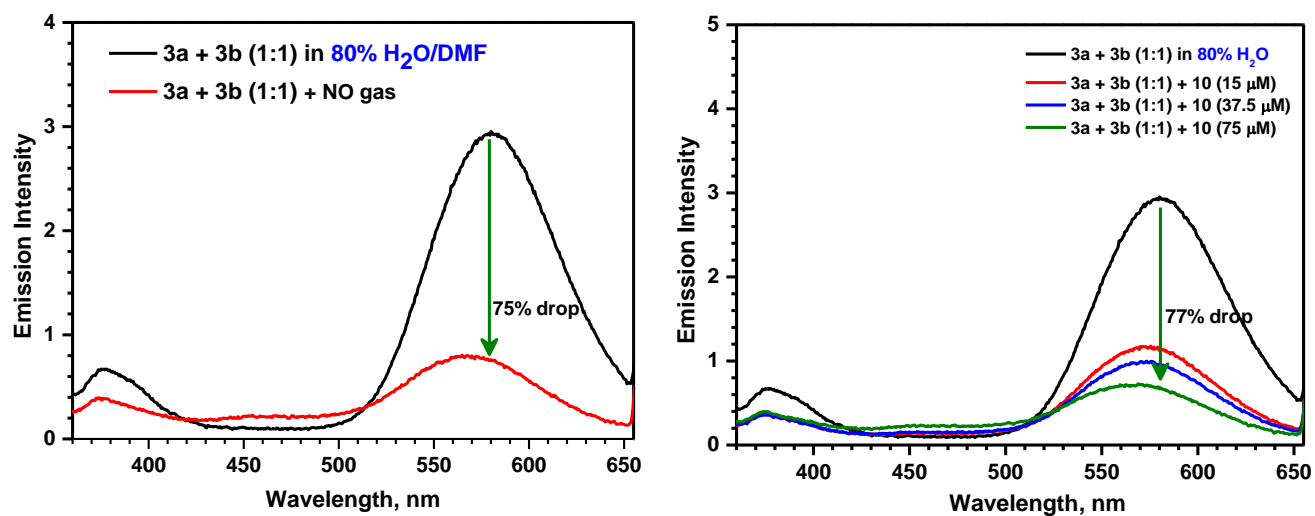 4
3
2
1
0
Emission Intensity
3a + 3b (1:1) in 80% H₂O/DMF
3a + 3b (1:1) + NO gas
75% drop
400 450 500 550 600 650
Wavelength, nm
5
4
3
2
1
0
Emission Intensity
3a + 3b (1:1) in 80% H₂O
3a + 3b (1:1) + 10 (15 μM)
3a + 3b (1:1) + 10 (37.5 μM)
3a + 3b (1:1) + 10 (75 μM)
77% drop
400 450 500 550 600 650
Wavelength, nm